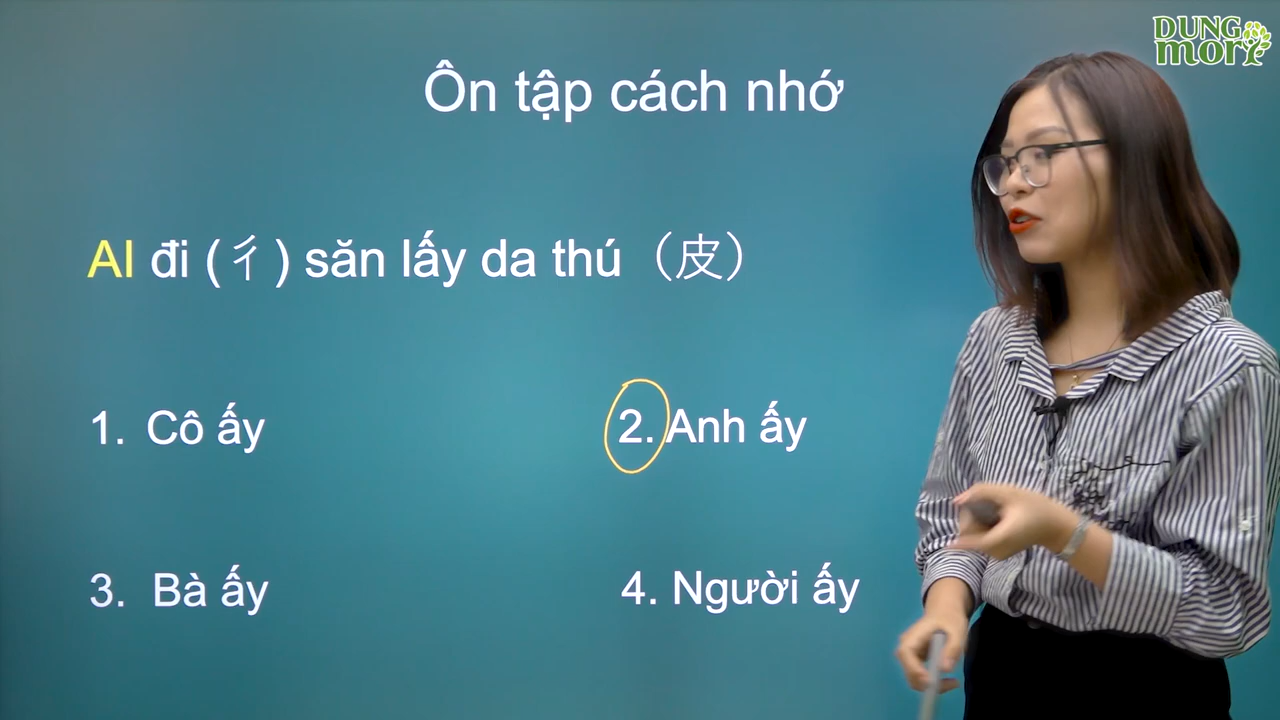 DUNG
mori
Ôn tập cách nhớ
AI đi (彳) săn lấy da thú（皮）
1. Cô ấy
2. Anh ấy
3. Bà ấy
4. Người ấy